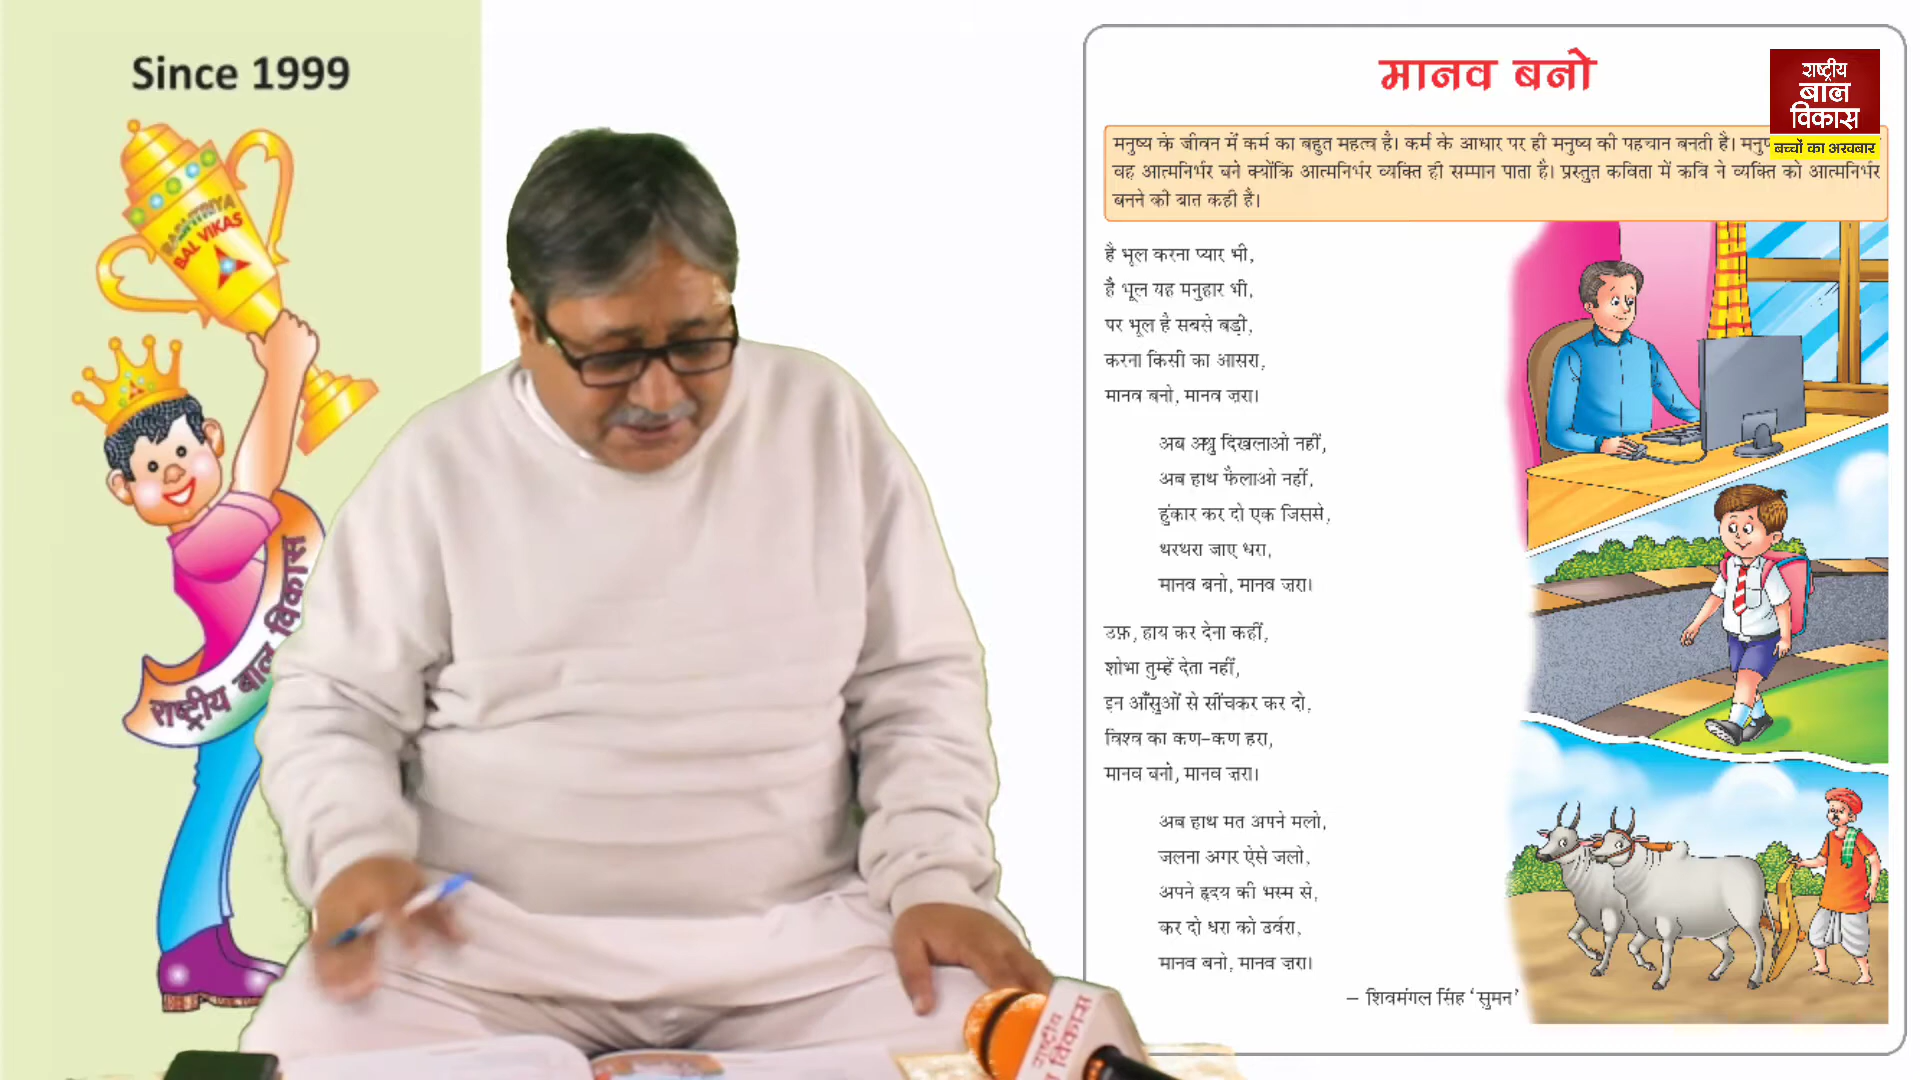 Since 1999
RASHTRIYA
BAL VIKAS
राष्ट्रीय बाल विकास
मानव बनो
राष्ट्रीय
बाल
विकास
बच्चों का अखबार
मनुष्य के जीवन में कर्म का बहुत महत्व है। कर्म के आधार पर ही मनुष्य की पहचान बनती है।
वह आत्मनिर्भर बने क्योंकि आत्मनिर्भर व्यक्ति ही सम्मान पाता है। प्रस्तुत कविता में कवि ने व्यक्ति को आत्मनिर्भर
बनने की बात कही है।
है भूल करना प्यार भी,
है भूल यह मनुहार भी,
पर भूल है सबसे बड़ी,
करना किसी का आसरा,
मानव बनो, मानव ज़रा।
अब अश्रु दिखलाओ नहीं,
अब हाथ फैलाओ नहीं,
हुंकार कर दो एक जिससे,
थरथरा जाए धरा,
मानव बनो, मानव ज़रा।
उफ़, हाय कर देना कहीं,
शोभा तुम्हें देता नहीं,
इन आँसुओं से सींचकर कर दो,
विश्व का कण-कण हरा,
मानव बनो, मानव ज़रा।
अब हाथ मत अपने मलो,
जलना अगर ऐसे जलो,
अपने हृदय की भस्म से,
कर दो धरा को उर्वरा,
मानव बनो, मानव ज़रा।
– शिवमंगल सिंह ‘सुमन’
राष्ट्रीय
विकास